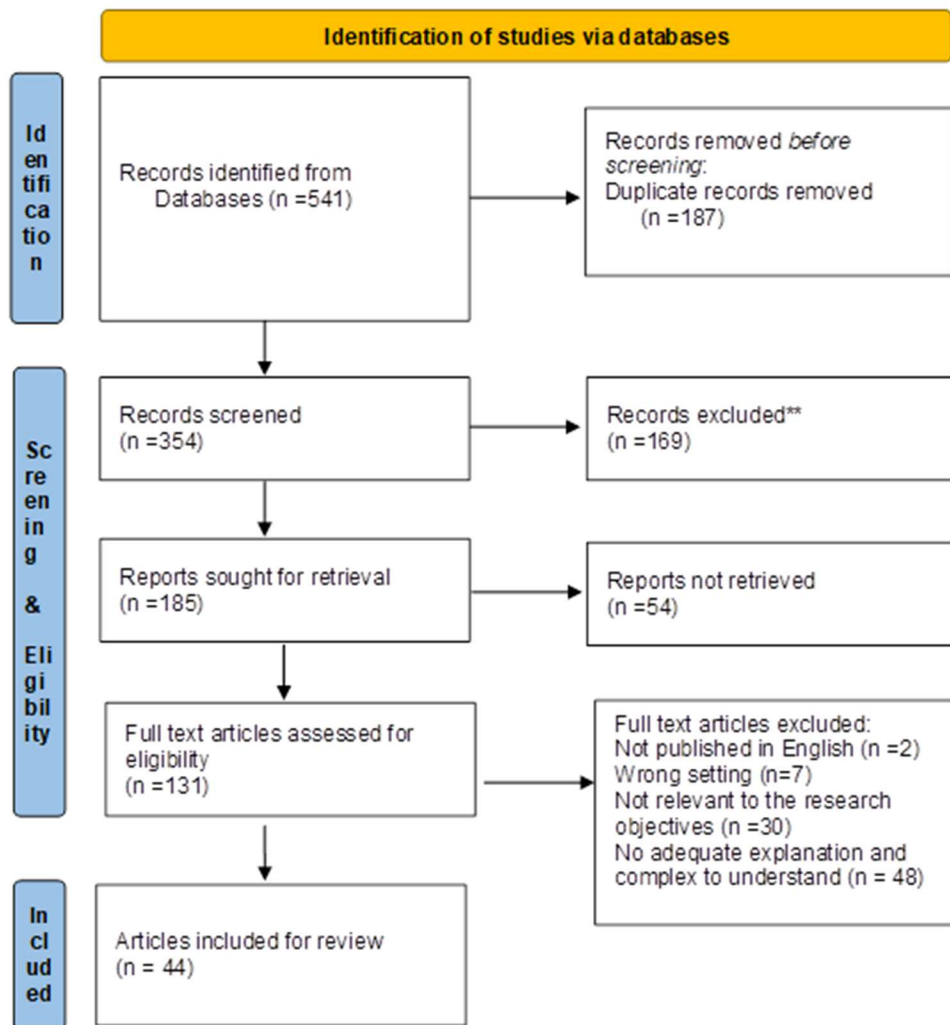 Identification of studies via databases
Id
en
tifi
ca
tio
n
Records identified from
Databases (n =541)
Records removed before
screening:
Duplicate records removed
(n =187)
Sc
re
en
in
g
&
Eli
gi
bil
ity
Records screened
(n =354)
Records excluded**
(n =169)
Reports sought for retrieval
(n =185)
Reports not retrieved
(n =54)
Full text articles assessed for
eligibility
(n =131)
Full text articles excluded:
Not published in English (n =2)
Wrong setting (n=7)
Not relevant to the research
objectives (n =30)
No adequate explanation and
complex to understand (n = 48)
In
cl
ud
ed
Articles included for review
(n = 44)